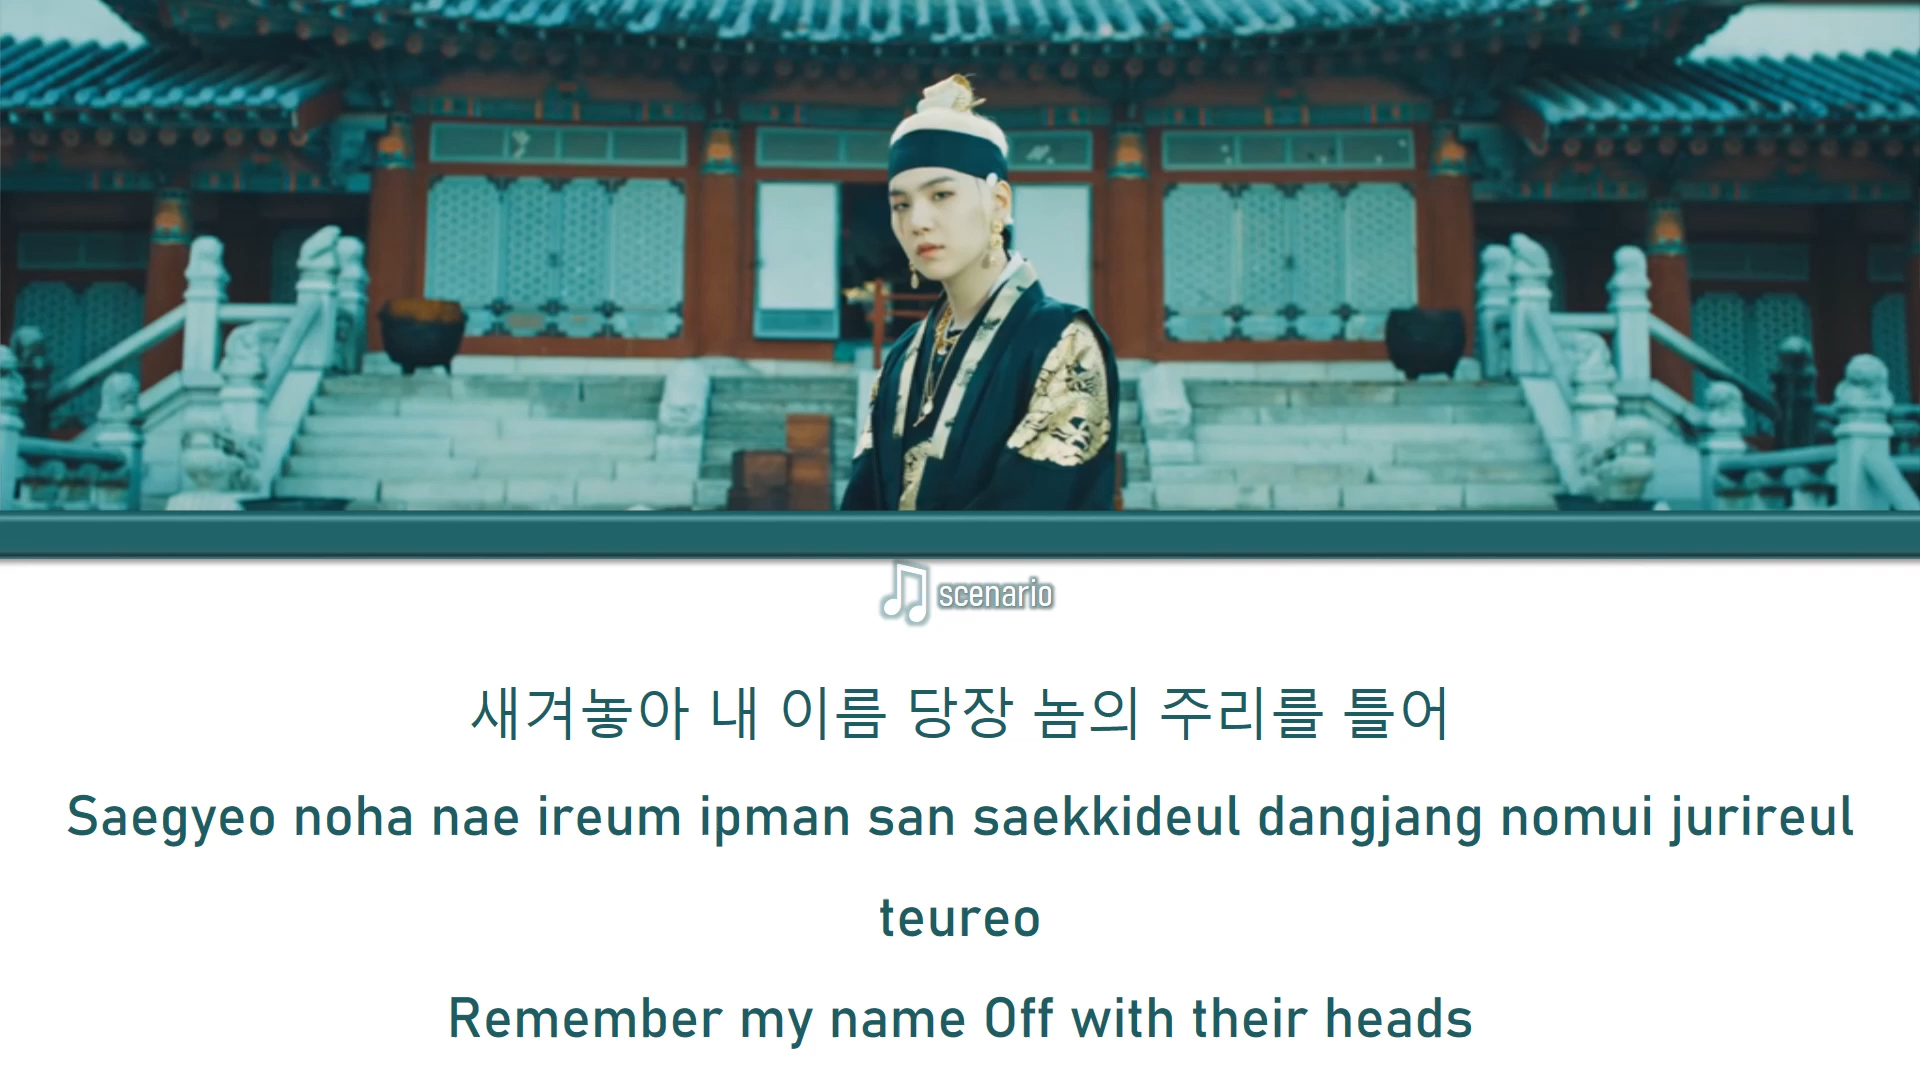 scenario
새겨놓아 내 이름 당장 놈의 주리를 틀어
Saegyeo noha nae ireum ipman san saekkideul dangjang nomui jurireul
teureo
Remember my name Off with their heads